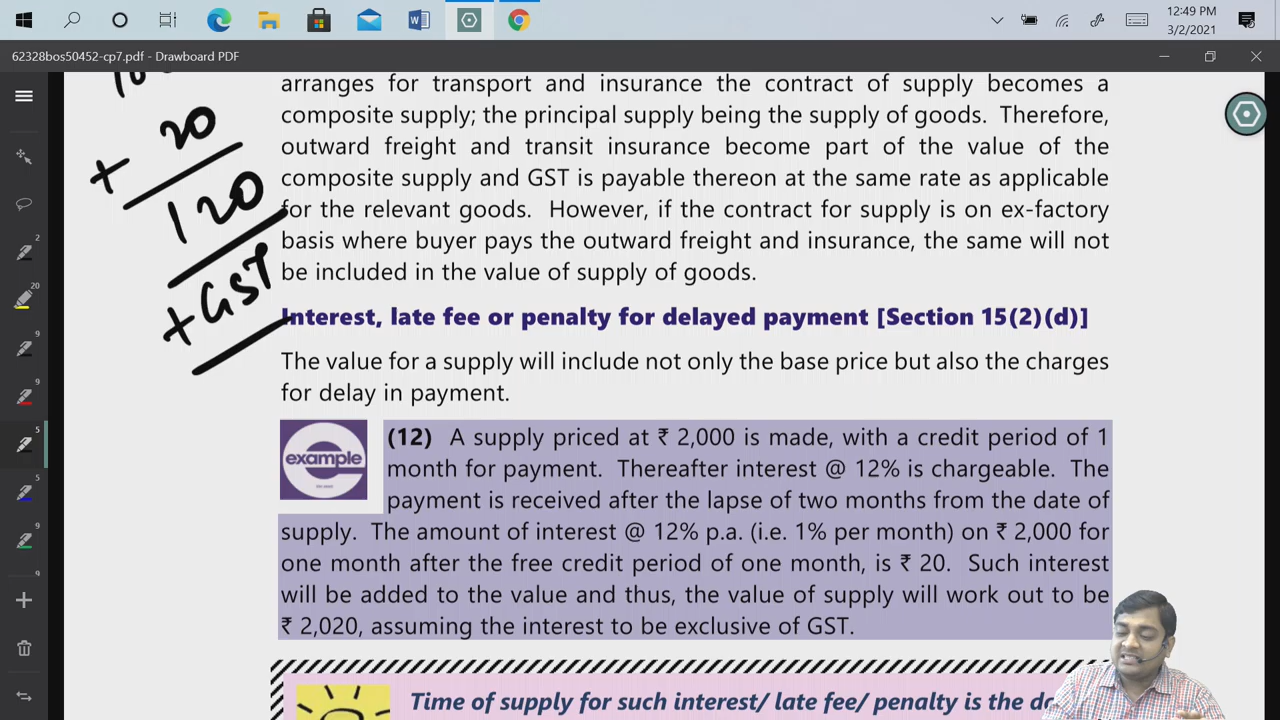 12:49 PM
3/2/2021
62328bos50452-cp7.pdf - Drawboard PDF
arranges for transport and insurance the contract of supply becomes a
composite supply; the principal supply being the supply of goods. Therefore,
outward freight and transit insurance become part of the value of the
composite supply and GST is payable thereon at the same rate as applicable
for the relevant goods. However, if the contract for supply is on ex-factory
basis where buyer pays the outward freight and insurance, the same will not
be included in the value of supply of goods.
+ 20
120
+ GST
Interest, late fee or penalty for delayed payment [Section 15(2)(d)]
The value for a supply will include not only the base price but also the charges
for delay in payment.
example
(12) A supply priced at ₹ 2,000 is made, with a credit period of 1
month for payment. Thereafter interest @ 12% is chargeable. The
payment is received after the lapse of two months from the date of
supply. The amount of interest @ 12% p.a. (i.e. 1% per month) on ₹ 2,000 for
one month after the free credit period of one month, is ₹ 20. Such interest
will be added to the value and thus, the value of supply will work out to be
₹ 2,020, assuming the interest to be exclusive of GST.
Time of supply for such interest/ late fee/ penalty is the
2
20
9
9
5
5
9
9